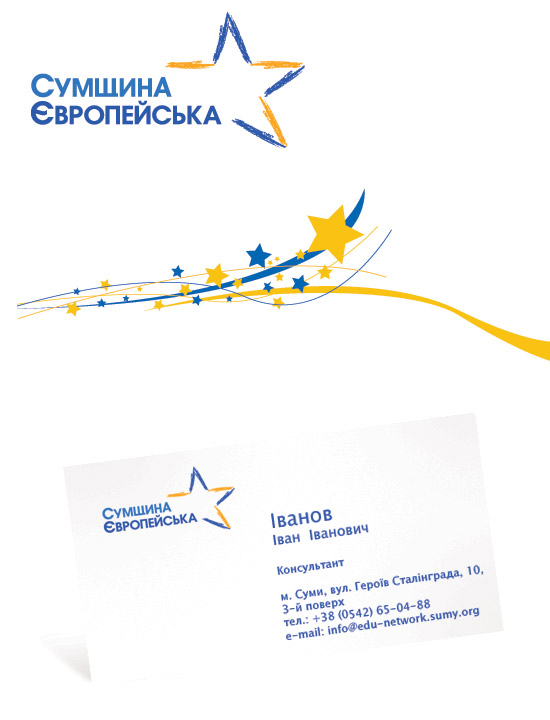 Сумщина
Європейська
Сумщина
Європейська
Іванов
Іван Іванович
Консультант
м. Суми, вул. Героїв Сталінграда, 10,
3-й поверх
тел.: +38 (0542) 65-04-88
e-mail: info@edu-network.sumy.org